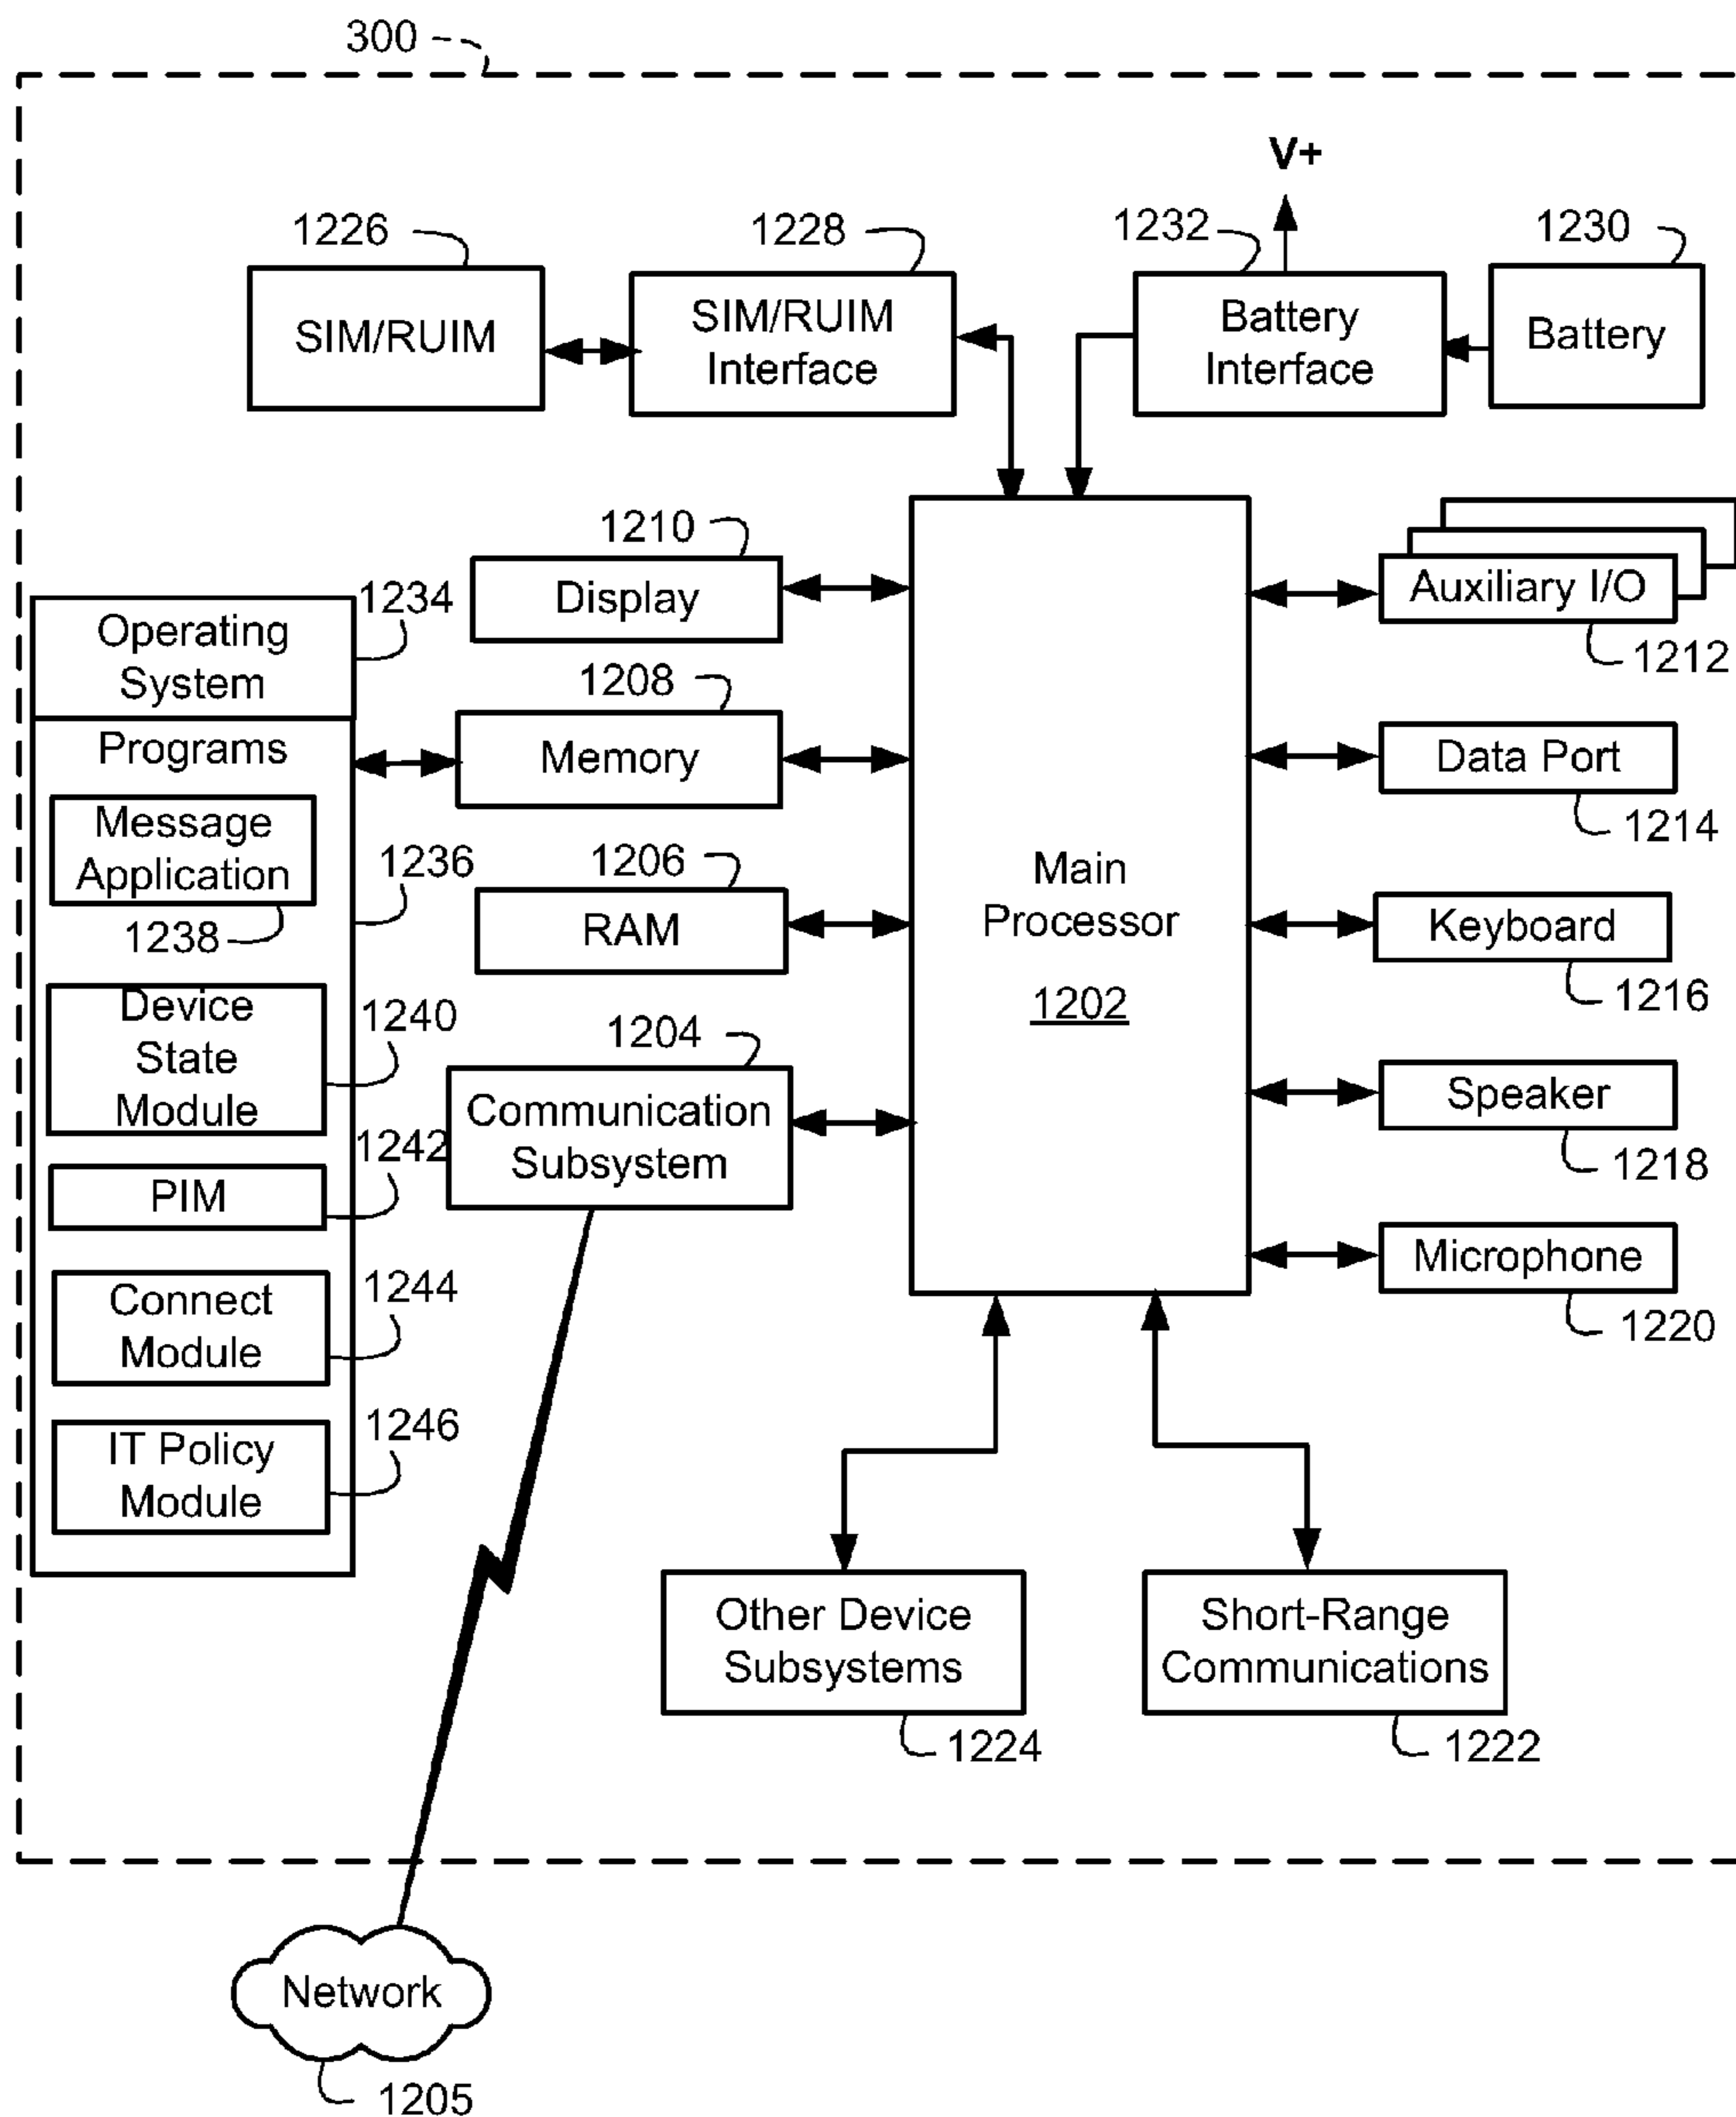 300
V+
1226
1228
1232
1230
SIM/RUIM
SIM/RUIM
Interface
Battery
Interface
Battery
1210
Display
Auxiliary I/O
1212
1234
Operating
System
1208
Memory
Programs
Data Port
1214
Message
Application
1238
1236
1206
RAM
Main
Processor
1202
Keyboard
1216
Device
State
Module
1240
1204
Communication
Subsystem
Speaker
1218
1242
PIM
Microphone
1220
Connect
Module
1244
IT Policy
Module
1246
Other Device
Subsystems
1224
Short-Range
Communications
1222
Network
1205